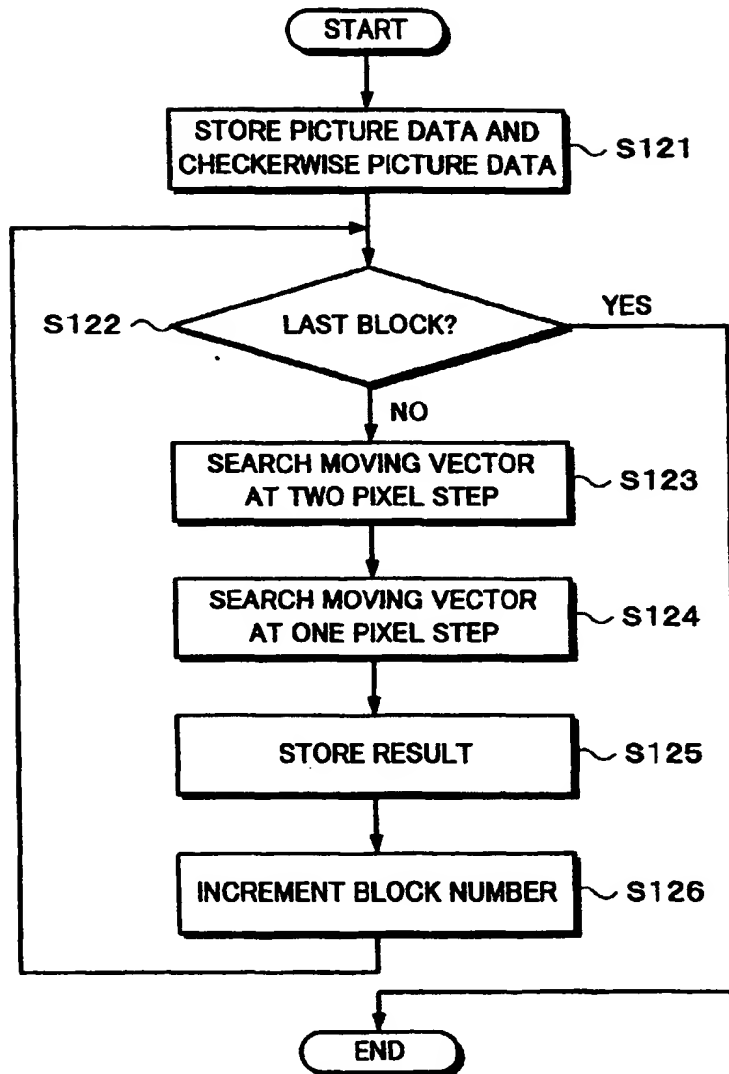 START
STORE PICTURE DATA AND
CHECKERWISE PICTURE DATA
S121
LAST BLOCK?
S122
YES
NO
SEARCH MOVING VECTOR
AT TWO PIXEL STEP
S123
SEARCH MOVING VECTOR
AT ONE PIXEL STEP
S124
STORE RESULT
S125
INCREMENT BLOCK NUMBER
S126
END